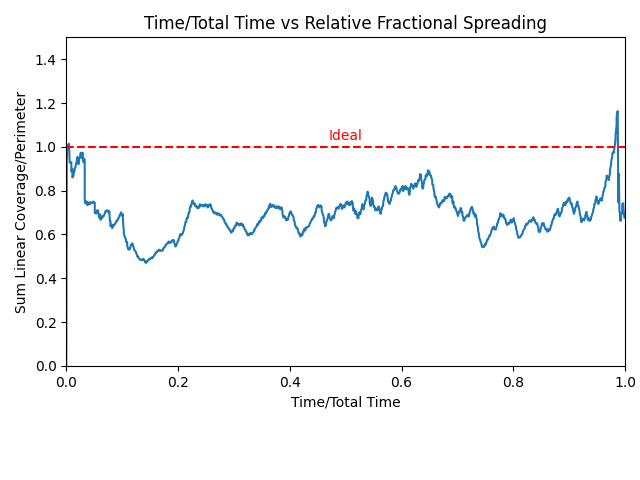 Time/Total Time vs Relative Fractional Spreading
Sum Linear Coverage/Perimeter
1.4
1.2
1.0
0.8
0.6
0.4
0.2
0.0
Ideal
0.0 0.2 0.4 0.6 0.8 1.0
Time/Total Time